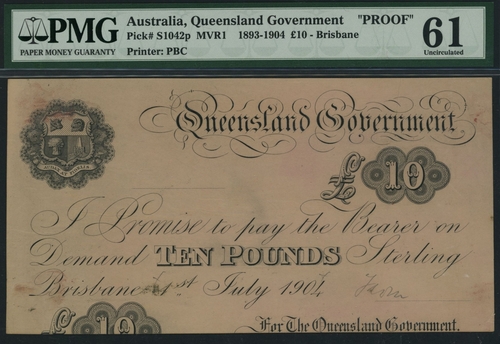 PMG
PAPER MONEY GUARANTY
Australia, Queensland Government "PROOF"
Pick# S1042p MVR1 1893-1904 £10 - Brisbane
Printer: PBC
61
Uncirculated
Queensland Government
£10
I Promise to pay the Bearer on
Demand TEN POUNDS Sterling
Brisbane 1st July 1904
£10
For The Queensland Government.